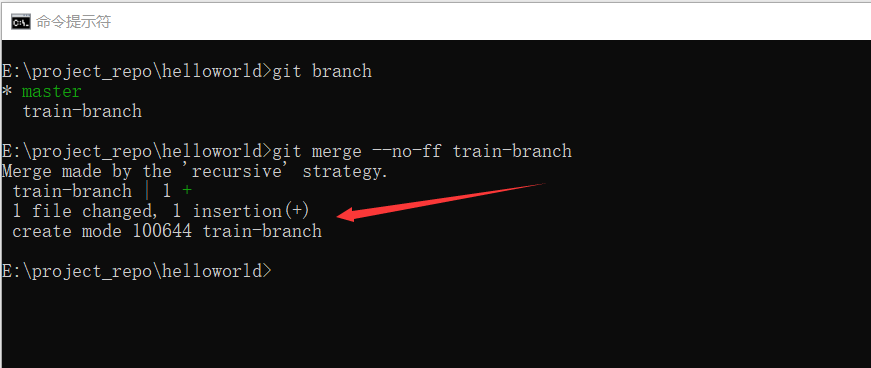 命令提示符
E:\project_repo\helloworld>git branch
* master
  train-branch
E:\project_repo\helloworld>git merge --no-ff train-branch
Merge made by the 'recursive' strategy.
 train-branch | 1 +
 1 file changed, 1 insertion(+)
 create mode 100644 train-branch
E:\project_repo\helloworld>